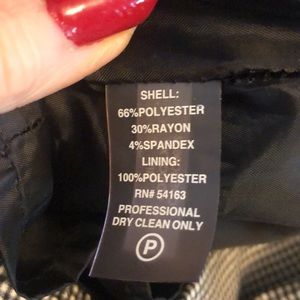 SHELL:
66%POLYESTER
30%RAYON
4%SPANDEX
LINING:
100%POLYESTER
RN# 54163
PROFESSIONAL
DRY CLEAN ONLY
P